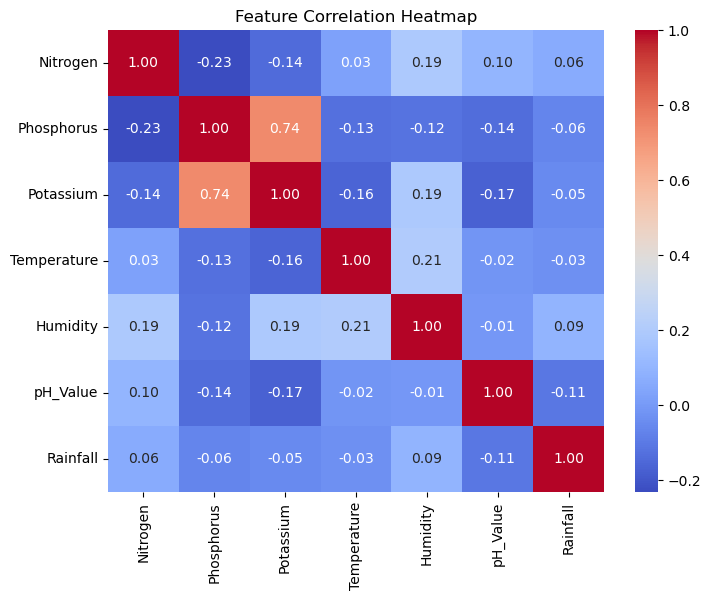 Feature Correlation Heatmap
Nitrogen 1.00 -0.23 -0.14 0.03 0.19 0.10 0.06
Phosphorus -0.23 1.00 0.74 -0.13 -0.12 -0.14 -0.06
Potassium -0.14 0.74 1.00 -0.16 0.19 -0.17 -0.05
Temperature 0.03 -0.13 -0.16 1.00 0.21 -0.02 -0.03
Humidity 0.19 -0.12 0.19 0.21 1.00 -0.01 0.09
pH_Value 0.10 -0.14 -0.17 -0.02 -0.01 1.00 -0.11
Rainfall 0.06 -0.06 -0.05 -0.03 0.09 -0.11 1.00
Nitrogen
Phosphorus
Potassium
Temperature
Humidity
pH_Value
Rainfall
1.0
0.8
0.6
0.4
0.2
0.0
−0.2